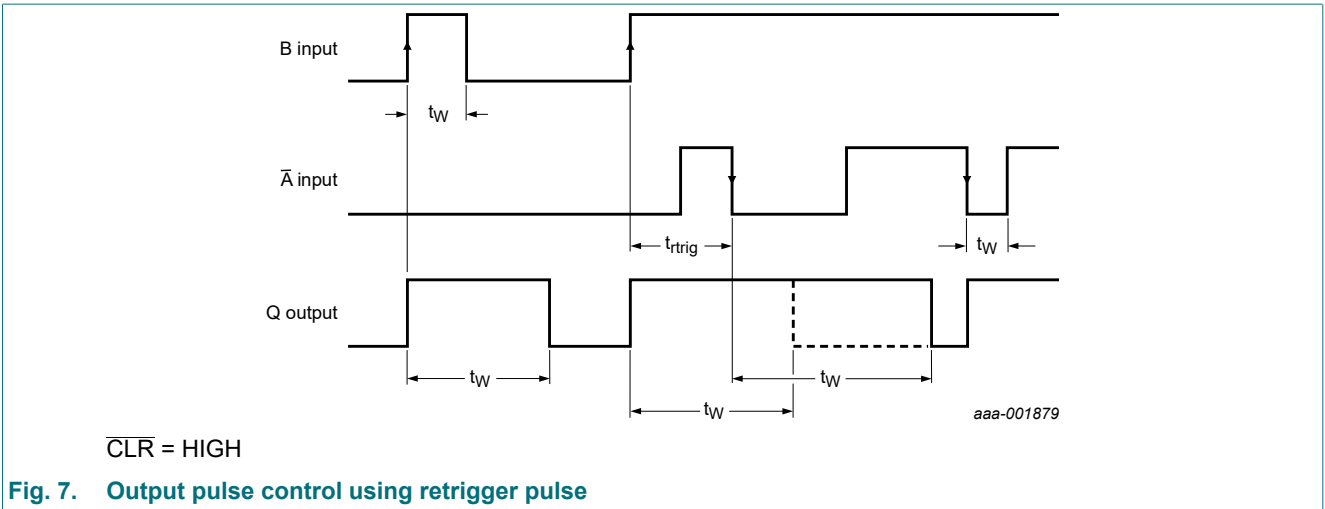 B input
tW
A̅ input
trtrig
tW
Q output
tW
tW
tW
aaa-001879
C̅L̅R̅ = HIGH
Fig. 7. Output pulse control using retrigger pulse